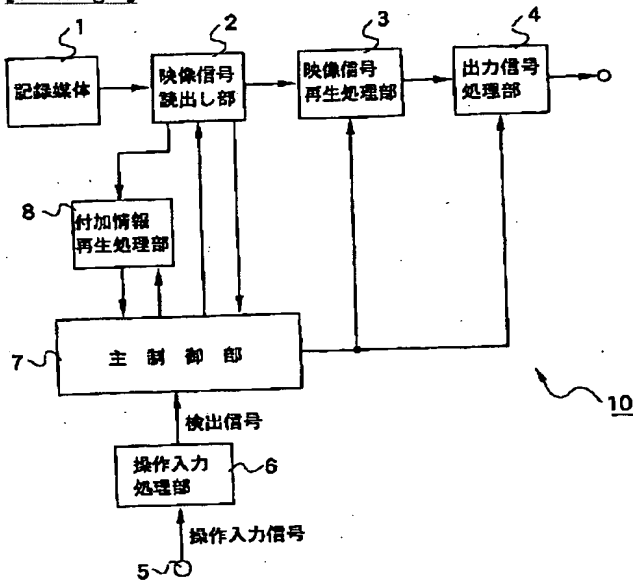 1
2
3
4
記録媒体
映像信号
読出し部
映像信号
再生処理部
出力信号
処理部
8
付加情報
再生処理部
7
主制御部
10
検出信号
操作入力
処理部
6
操作入力信号
5